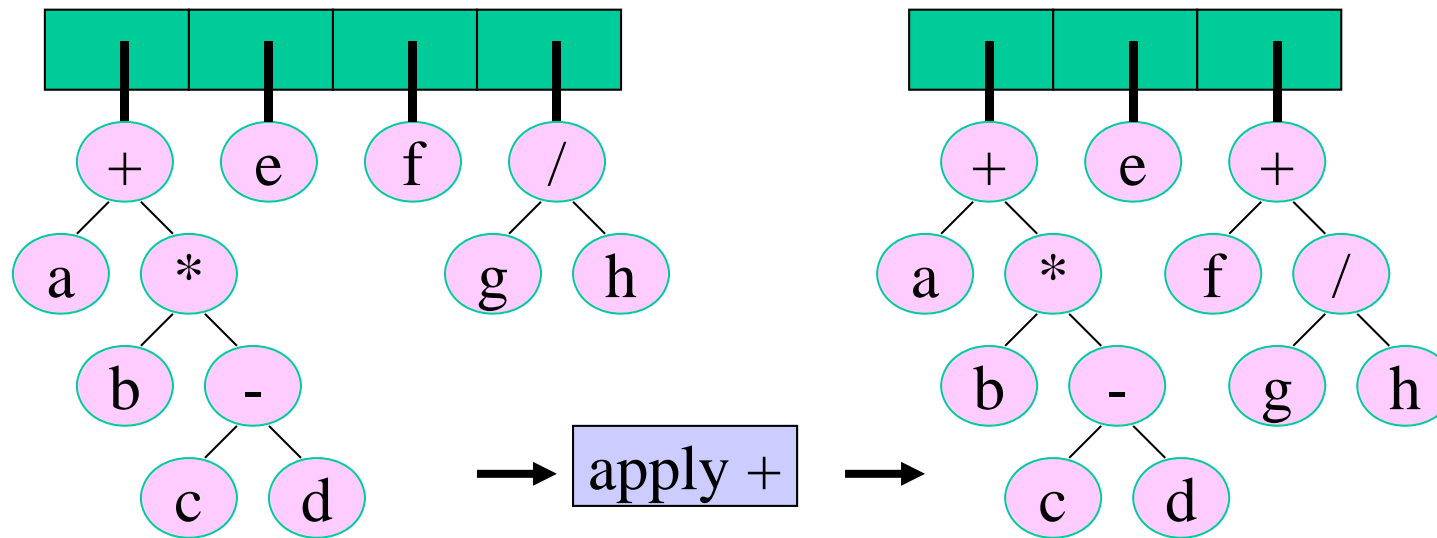 + e f / + e +
a * g h a * f /
b - b - g h
apply +
c d c d